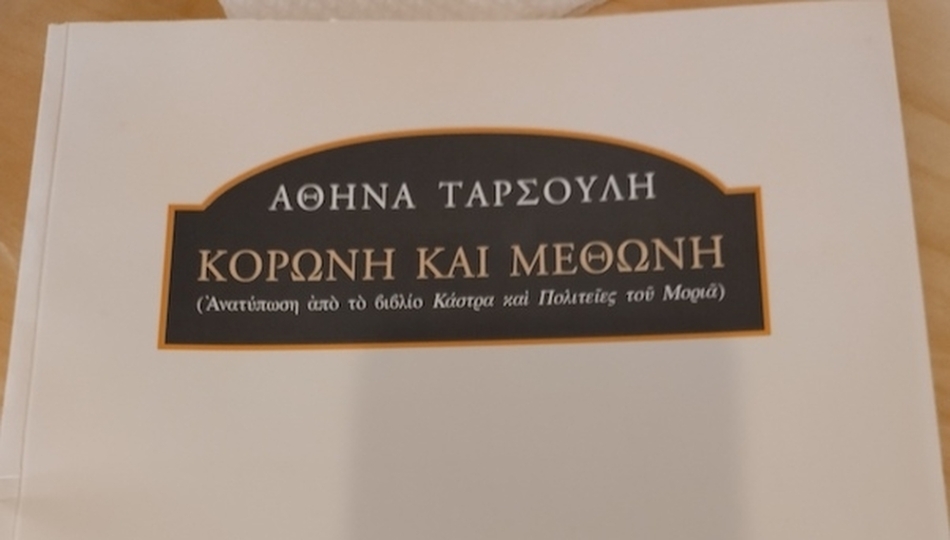 ΑΘΗΝΑ ΤΑΡΣΟΥΛΗ
ΚΟΡΩΝΗ ΚΑΙ ΜΕΘΩΝΗ
(Ἀνατύπωση ἀπὸ τὸ βιβλίο Κάστρα καὶ Πολιτεῖες τοῦ Μοριᾶ)